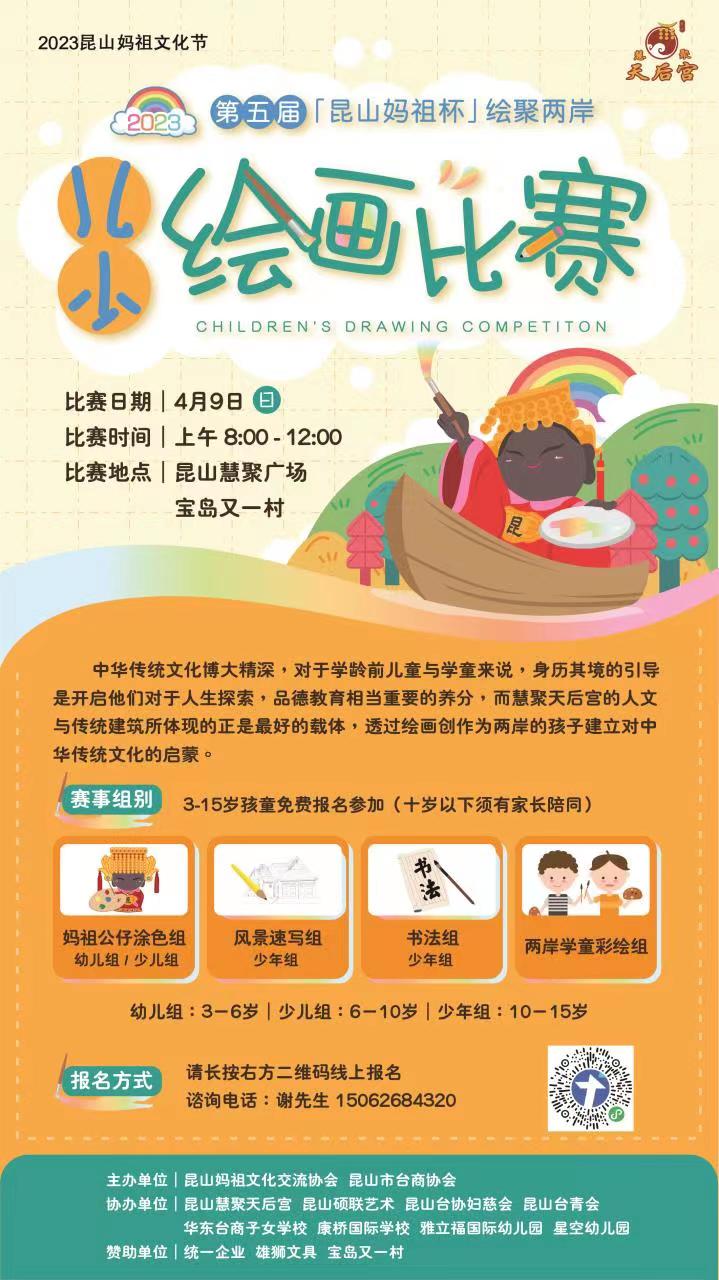 2023昆山妈祖文化节
慧聚
天后宫
2023
第五届「昆山妈祖杯」绘聚两岸
儿少
绘画比赛
CHILDREN'S DRAWING COMPETITON
比赛日期｜4月9日 日
比赛时间｜上午 8:00 - 12:00
比赛地点｜昆山慧聚广场
宝岛又一村
昆
中华传统文化博大精深，对于学龄前儿童与学童来说，身历其境的引导
是开启他们对于人生探索，品德教育相当重要的养分，而慧聚天后宫的人文
与传统建筑所体现的正是最好的载体，透过绘画创作为两岸的孩子建立对中
华传统文化的启蒙。
赛事组别
3-15岁孩童免费报名参加（十岁以下须有家长陪同）
书法
妈祖公仔涂色组
幼儿组 / 少儿组
风景速写组
少年组
书法组
少年组
两岸学童彩绘组
幼儿组：3－6岁｜少儿组：6－10岁｜少年组：10－15岁
报名方式
请长按右方二维码线上报名
谘询电话：谢先生 15062684320
主办单位｜昆山妈祖文化交流协会 昆山市台商协会
协办单位｜昆山慧聚天后宫 昆山硕联艺术 昆山台协妇慈会 昆山台青会
华东台商子女学校 康桥国际学校 雅立福国际幼儿园 星空幼儿园
赞助单位｜统一企业 雄狮文具 宝岛又一村